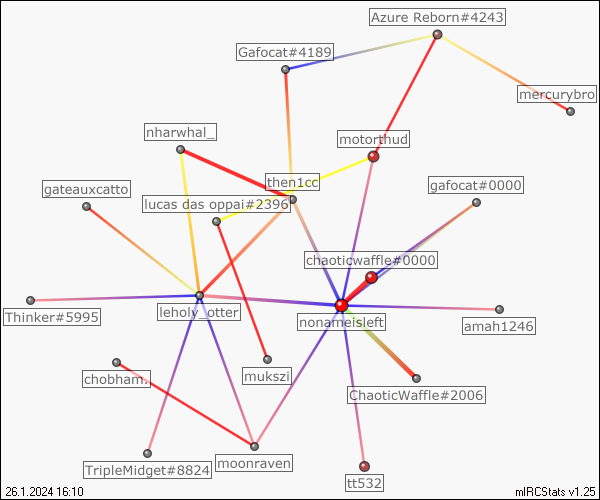 Azure Reborn#4243
Gafocat#4189
mercurybro
nharwhal_
motorthud
then1cc
gafocat#0000
gateauxcatto
lucas das oppai#2396
chaoticwaffle#0000
Thinker#5995
leholy_otter
nonameisleft
amah1246
chobham.
mukszi
ChaoticWaffle#2006
TripleMidget#8824
moonraven
tt532
26.1.2024 16:10
mIRCStats v1.25